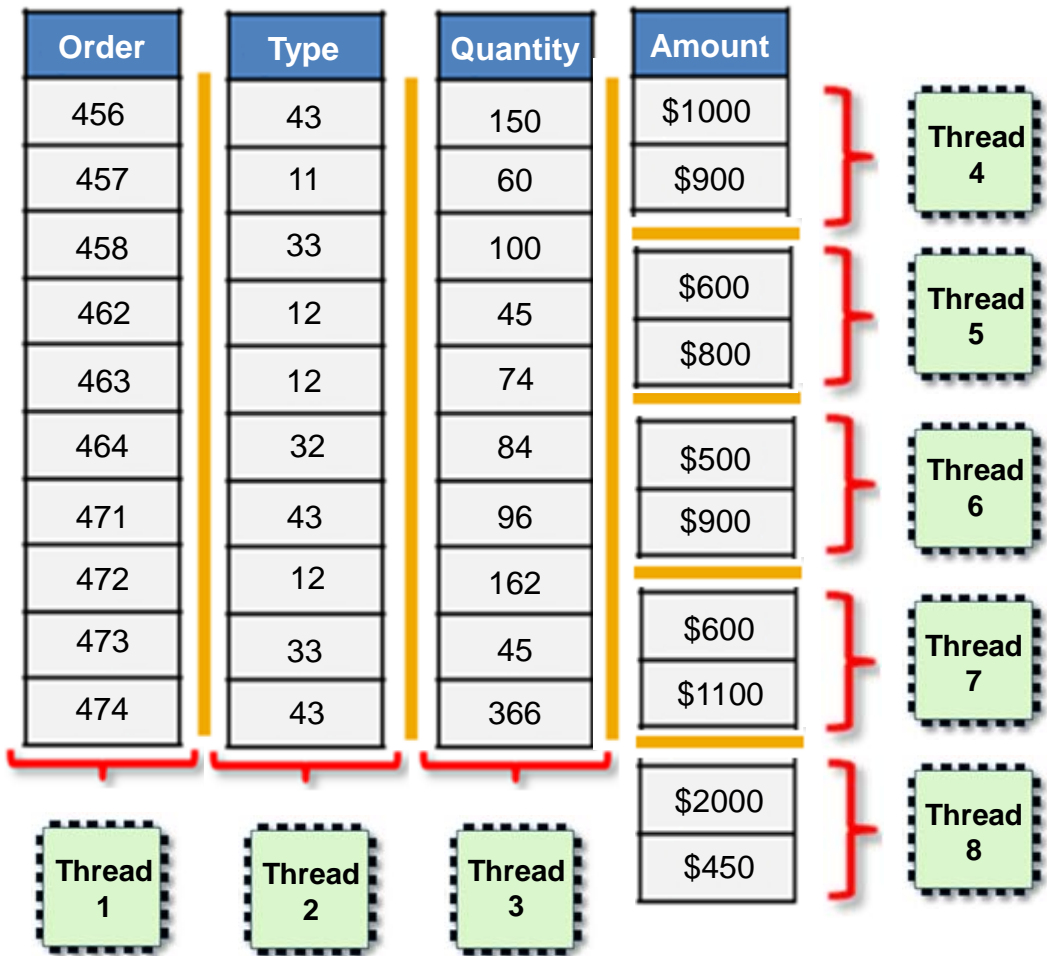 Order Type Quantity Amount
456 43 150 $1000
457 11 60 $900
458 33 100 $600
462 12 45 $800
463 12 74 $500
464 32 84 $900
471 43 96 $600
472 12 162 $1100
473 33 45 $2000
474 43 366 $450
Thread
1
Thread
2
Thread
3
Thread
4
Thread
5
Thread
6
Thread
7
Thread
8